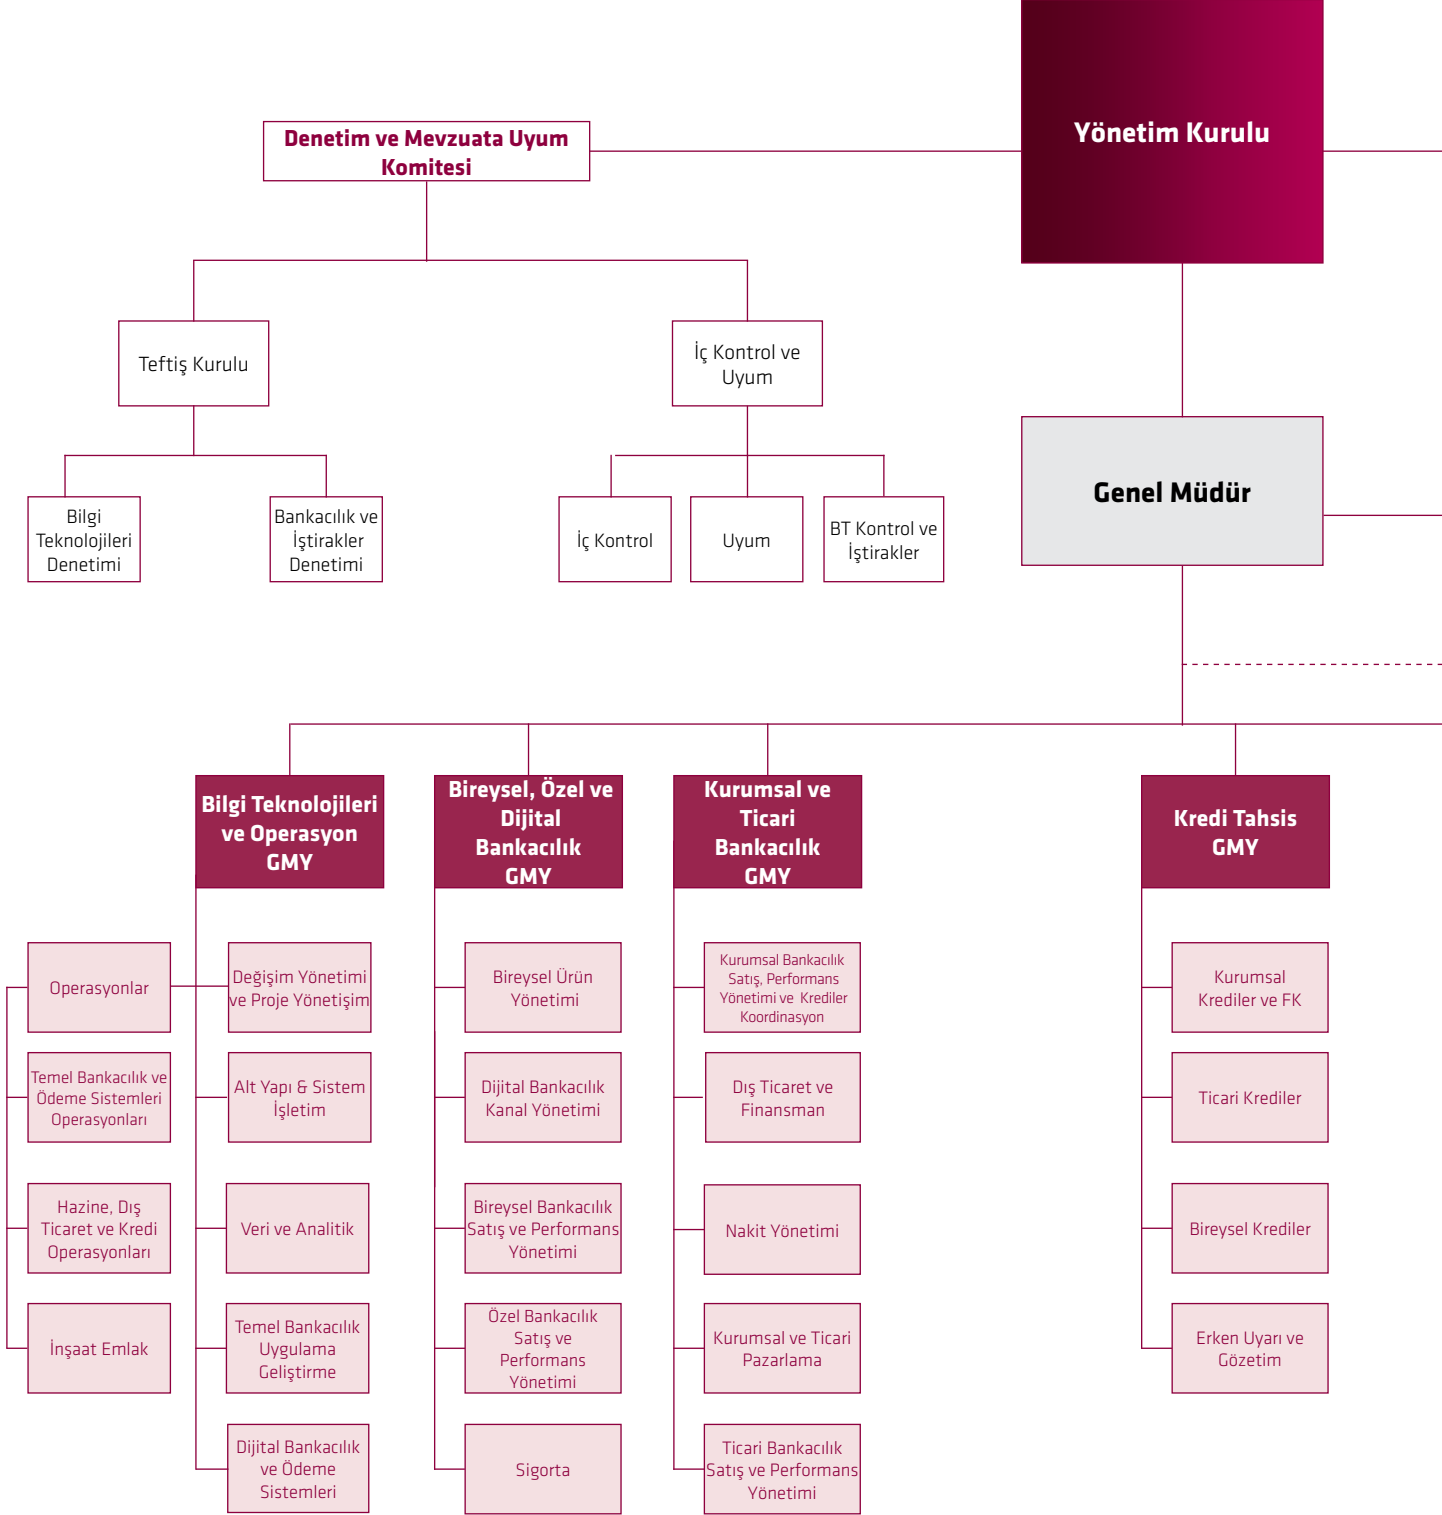 Yönetim Kurulu
Denetim ve Mevzuata Uyum
Komitesi
Teftiş Kurulu
İç Kontrol ve
Uyum
Genel Müdür
Bilgi
Teknolojileri
Denetimi
Bankacılık ve
İştirakler
Denetimi
İç Kontrol
Uyum
BT Kontrol ve
İştirakler
Bilgi Teknolojileri
ve Operasyon
GMY
Bireysel, Özel ve
Dijital
Bankacılık
GMY
Kurumsal ve
Ticari
Bankacılık
GMY
Kredi Tahsis
GMY
Operasyonlar
Temel Bankacılık ve
Ödeme Sistemleri
Operasyonları
Hazine, Dış
Ticaret ve Kredi
Operasyonları
İnşaat Emlak
Değişim Yönetimi
ve Proje Yönetişim
Alt Yapı & Sistem
İşletim
Veri ve Analitik
Temel Bankacılık
Uygulama
Geliştirme
Dijital Bankacılık
ve Ödeme
Sistemleri
Bireysel Ürün
Yönetimi
Dijital Bankacılık
Kanal Yönetimi
Bireysel Bankacılık
Satış ve Performans
Yönetimi
Özel Bankacılık
Satış ve
Performans
Yönetimi
Sigorta
Kurumsal Bankacılık
Satış, Performans
Yönetimi ve Krediler
Koordinasyon
Dış Ticaret ve
Finansman
Nakit Yönetimi
Kurumsal ve Ticari
Pazarlama
Ticari Bankacılık
Satış ve Performans
Yönetimi
Kurumsal
Krediler ve FK
Ticari Krediler
Bireysel Krediler
Erken Uyarı ve
Gözetim